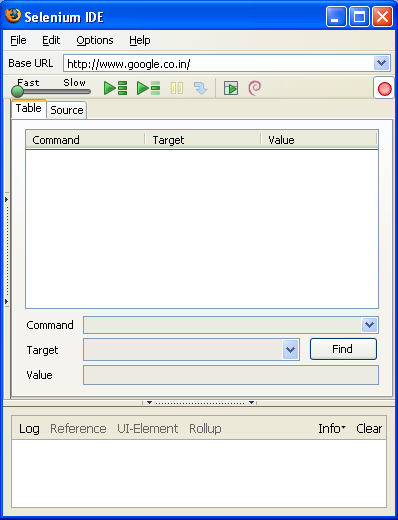 Selenium IDE
File Edit Options Help
Base URL http://www.google.co.in/
Fast Slow
Table Source
Command Target Value
Command
Target Find
Value
Log Reference UI-Element Rollup Info Clear